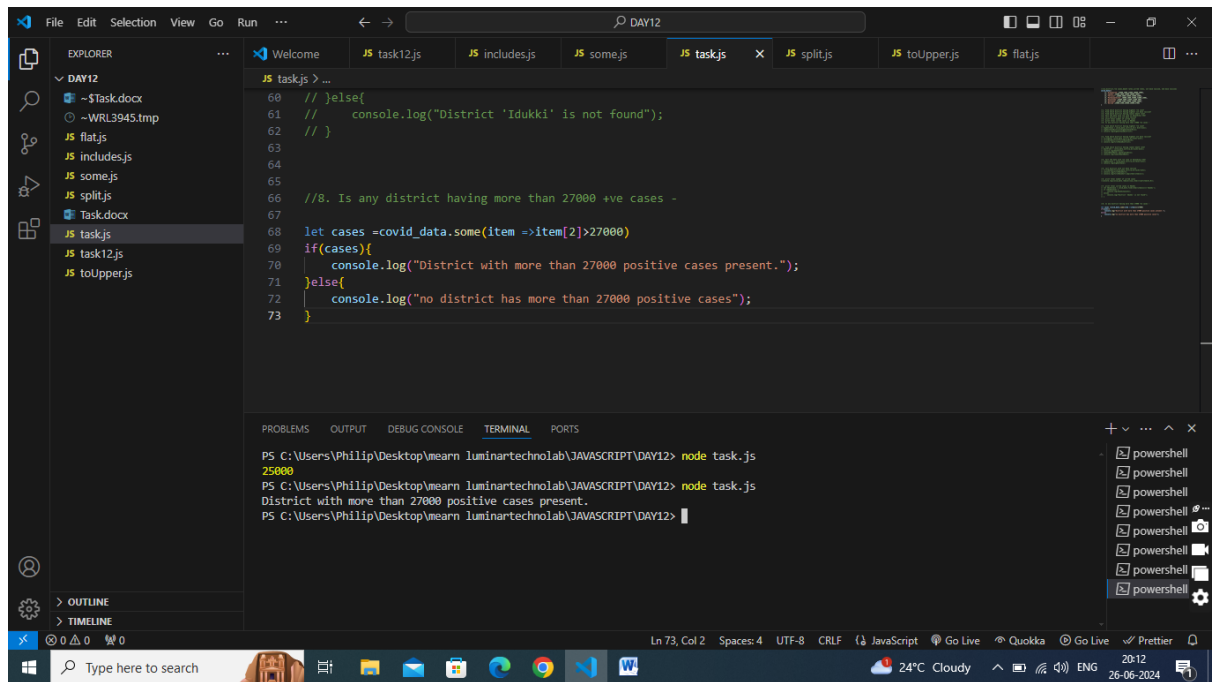 File Edit Selection View Go Run ··· ← → DAY12
EXPLORER ···
DAY12
~$Task.docx
~WRL3945.tmp
JS flat.js
JS includes.js
JS some.js
JS split.js
Task.docx
JS task.js
JS task12.js
JS toUpper.js
OUTLINE
TIMELINE
Welcome JS task12.js JS includes.js JS some.js JS task.js JS split.js JS toUpper.js JS flat.js
JS task.js > ...
60 // }else{
61 //     console.log("District 'Idukki' is not found");
62 // }
63
64
65
66 //8. Is any district having more than 27000 +ve cases -
67
68 let cases =covid_data.some(item =>item[2]>27000)
69 if(cases){
70     console.log("District with more than 27000 positive cases present.");
71 }else{
72     console.log("no district has more than 27000 positive cases");
73 }
PROBLEMS OUTPUT DEBUG CONSOLE TERMINAL PORTS
PS C:\Users\Philip\Desktop\mearn luminartechnolab\JAVASCRIPT\DAY12> node task.js
25000
PS C:\Users\Philip\Desktop\mearn luminartechnolab\JAVASCRIPT\DAY12> node task.js
District with more than 27000 positive cases present.
PS C:\Users\Philip\Desktop\mearn luminartechnolab\JAVASCRIPT\DAY12>
powershell
powershell
powershell
powershell
powershell
powershell
powershell
powershell
0 0 0 Ln 73, Col 2 Spaces: 4 UTF-8 CRLF JavaScript Go Live Quokka Go Live Prettier
Type here to search 24°C Cloudy ENG 20:12
26-06-2024